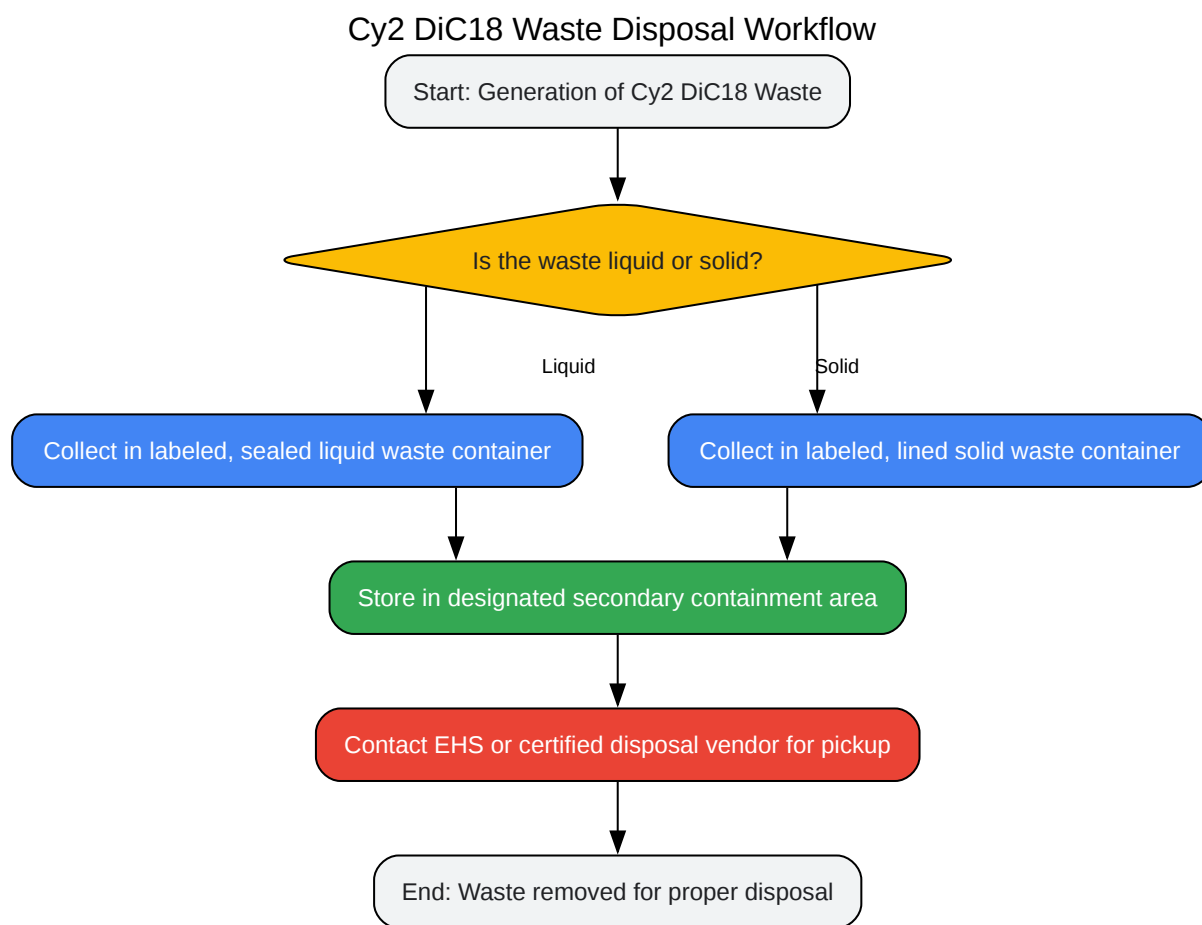 Cy2 DiC18 Waste Disposal Workflow
Start: Generation of Cy2 DiC18 Waste
Is the waste liquid or solid?
Liquid
Solid
Collect in labeled, sealed liquid waste container
Collect in labeled, lined solid waste container
Store in designated secondary containment area
Contact EHS or certified disposal vendor for pickup
End: Waste removed for proper disposal